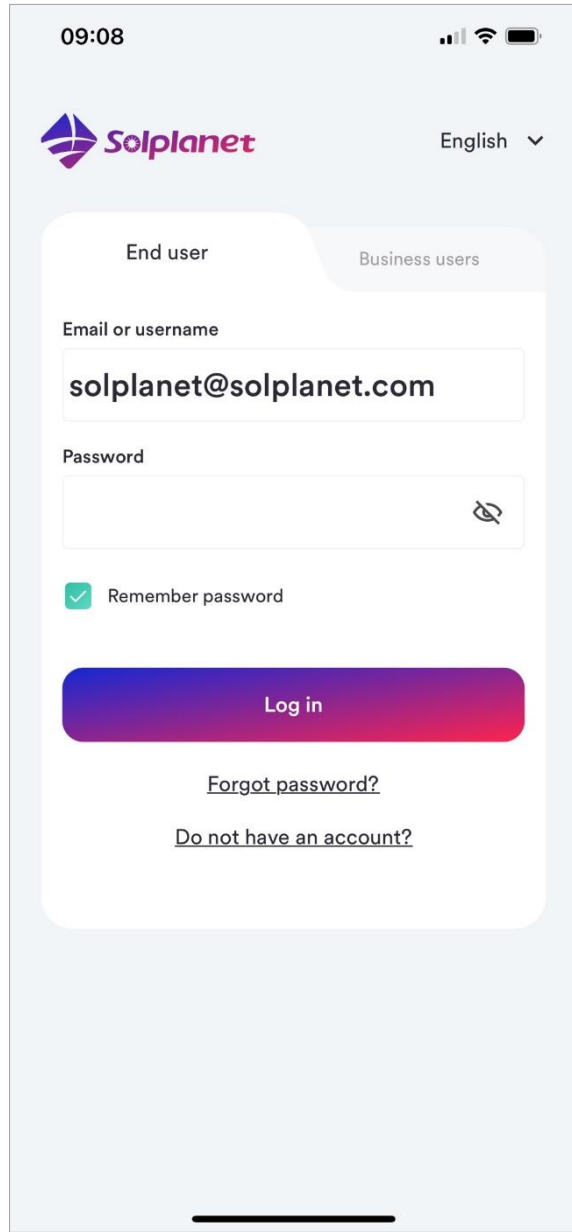 09:08
Solplanet
English
End user
Business users
Email or username
solplanet@solplanet.com
Password
Remember password
Log in
Forgot password?
Do not have an account?